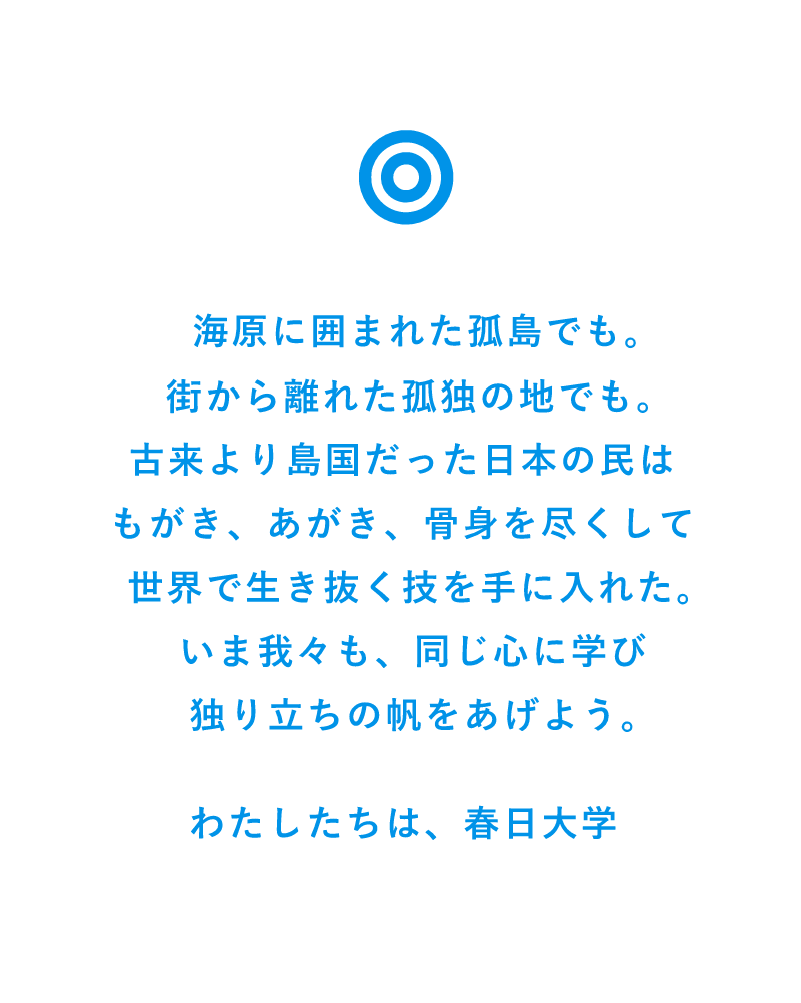 海原に囲まれた孤島でも。
街から離れた孤独の地でも。
古来より島国だった日本の民は
もがき、あがき、骨身を尽くして
世界で生き抜く技を手に入れた。
いま我々も、同じ心に学び
独り立ちの帆をあげよう。
わたしたちは、春日大学